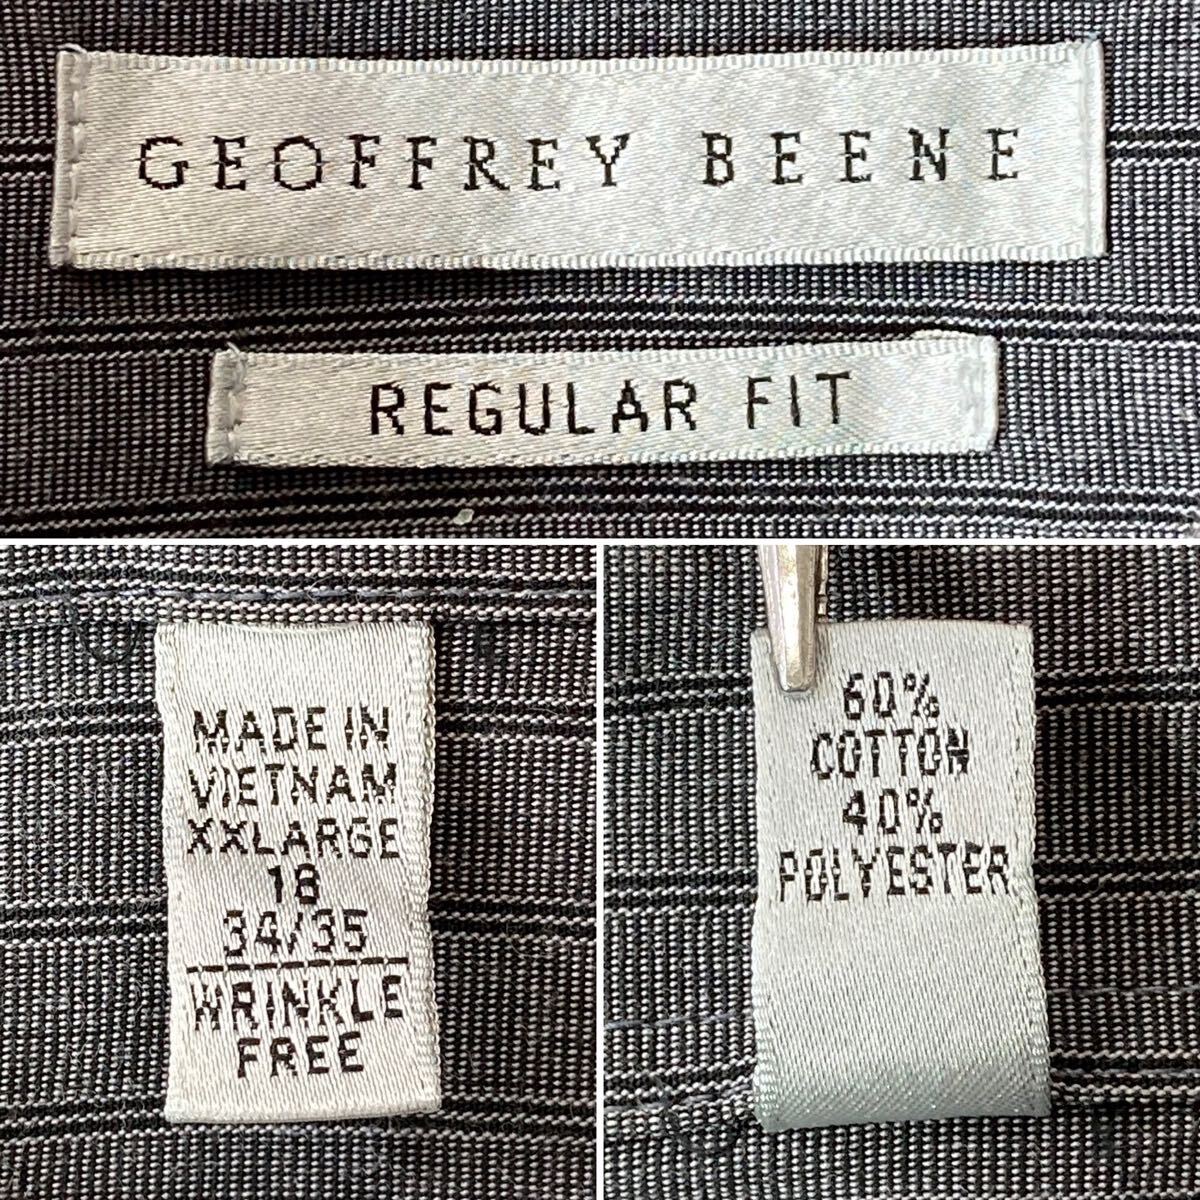 GEOFFREY BEENE
REGULAR FIT
MADE IN
VIETNAM
XXLARGE
18
34/35
WRINKLE
FREE
60%
COTTON
40%
POLYESTER